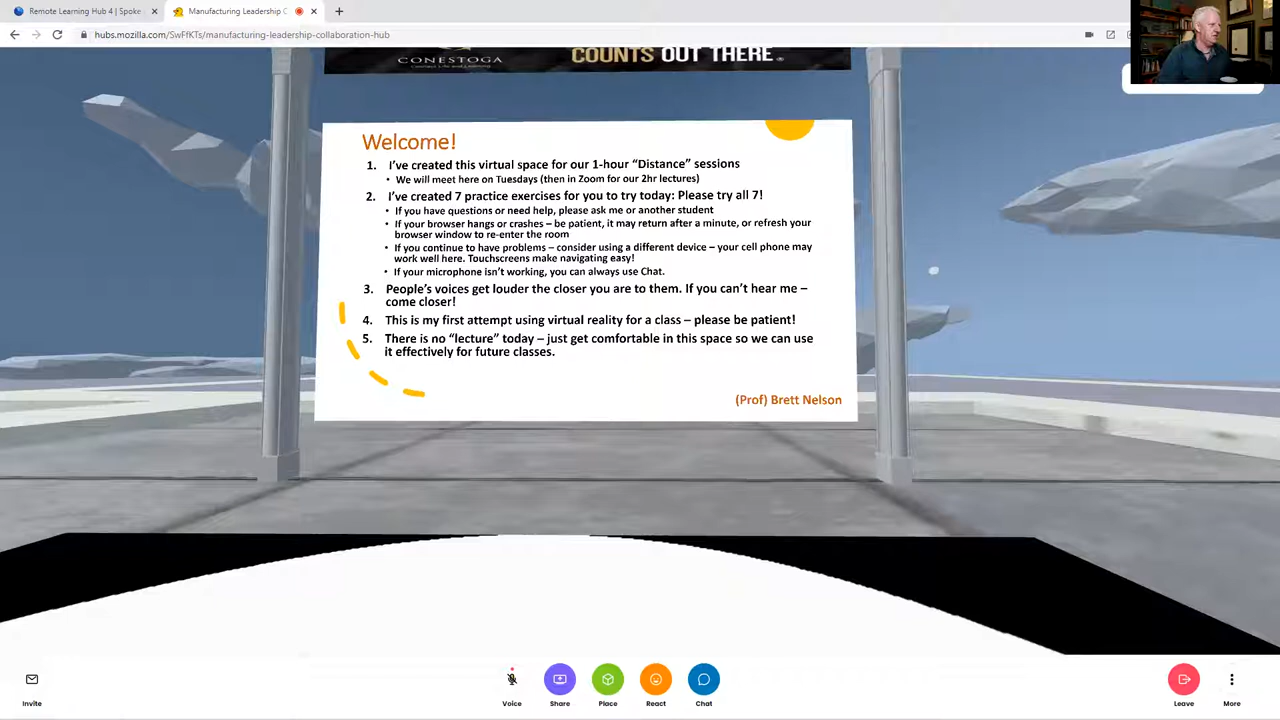 Remote Learning Hub 4 | Spoke
Manufacturing Leadership C
hubs.mozilla.com/SwFfKTs/manufacturing-leadership-collaboration-hub
CONESTOGA
COUNTS OUT THERE.
Welcome!
1. I've created this virtual space for our 1-hour "Distance" sessions
• We will meet here on Tuesdays (then in Zoom for our 2hr lectures)
2. I've created 7 practice exercises for you to try today: Please try all 7!
• If you have questions or need help, please ask me or another student
• If your browser hangs or crashes – be patient, it may return after a minute, or refresh your
browser window to re-enter the room
• If you continue to have problems – consider using a different device – your cell phone may
work well here. Touchscreens make navigating easy!
• If your microphone isn't working, you can always use Chat.
3. People's voices get louder the closer you are to them. If you can't hear me –
come closer!
4. This is my first attempt using virtual reality for a class – please be patient!
5. There is no "lecture" today – just get comfortable in this space so we can use
it effectively for future classes.
(Prof) Brett Nelson
Invite
Voice
Share
Place
React
Chat
Leave
More